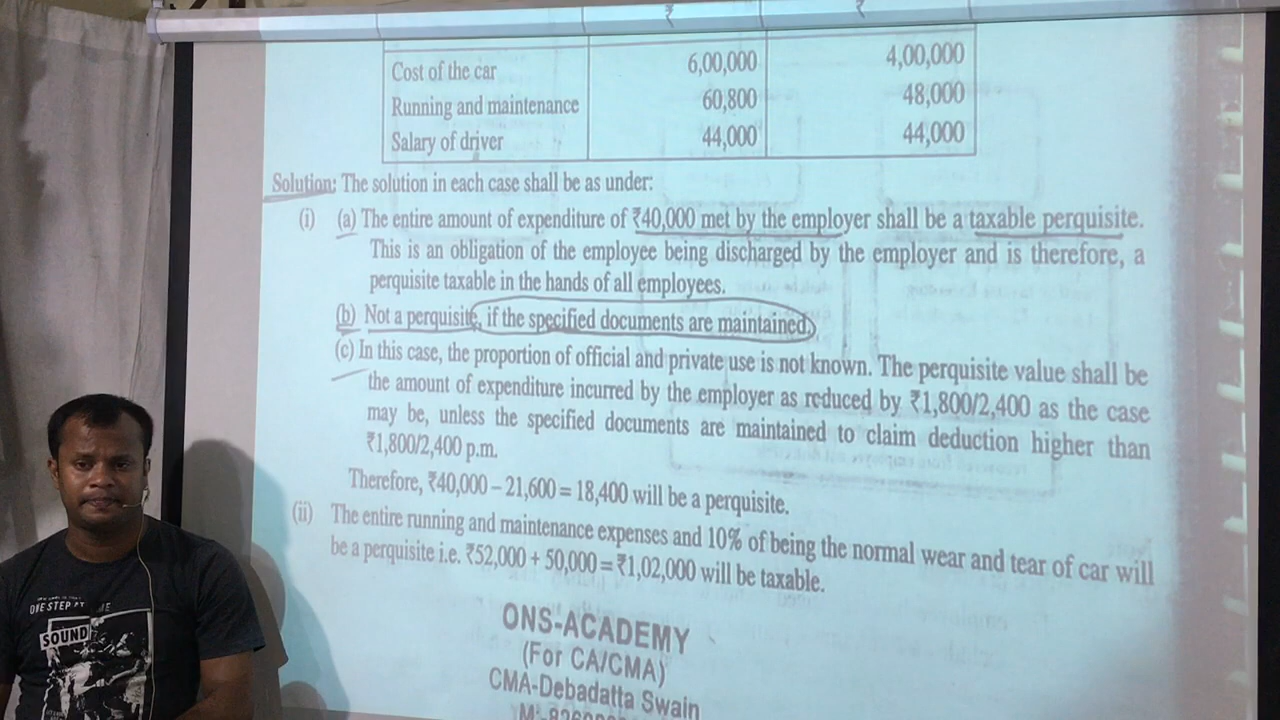 ₹ ₹
Cost of the car 6,00,000 4,00,000
Running and maintenance 60,800 48,000
Salary of driver 44,000 44,000
Solution: The solution in each case shall be as under:
(i) (a) The entire amount of expenditure of ₹40,000 met by the employer shall be a taxable perquisite.
This is an obligation of the employee being discharged by the employer and is therefore, a
perquisite taxable in the hands of all employees.
(b) Not a perquisite, if the specified documents are maintained.
(c) In this case, the proportion of official and private use is not known. The perquisite value shall be
the amount of expenditure incurred by the employer as reduced by ₹1,800/2,400 as the case
may be, unless the specified documents are maintained to claim deduction higher than
₹1,800/2,400 p.m.
Therefore, ₹40,000 – 21,600 = 18,400 will be a perquisite.
(ii) The entire running and maintenance expenses and 10% of being the normal wear and tear of car will
be a perquisite i.e. ₹52,000 + 50,000 = ₹1,02,000 will be taxable.
ONS-ACADEMY
(For CA/CMA)
CMA-Debadatta Swain
ONE STEP
SOUND